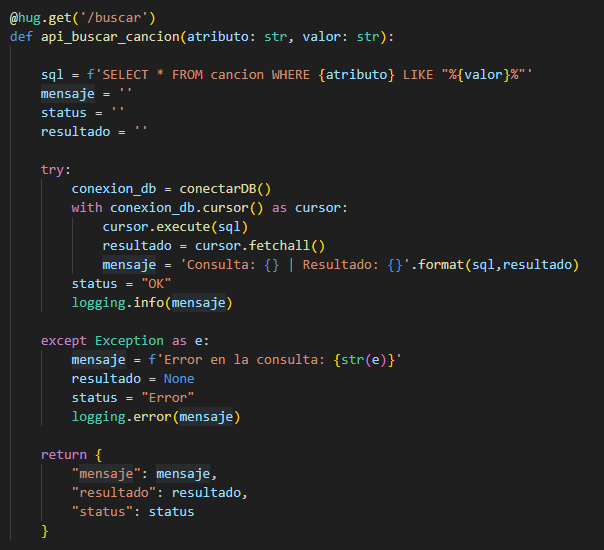 @hug.get('/buscar')
def api_buscar_cancion(atributo: str, valor: str):
sql = f'SELECT * FROM cancion WHERE {atributo} LIKE "%{valor}%"'
mensaje = ''
status = ''
resultado = ''
try:
conexion_db = conectarDB()
with conexion_db.cursor() as cursor:
cursor.execute(sql)
resultado = cursor.fetchall()
mensaje = 'Consulta: {} | Resultado: {}'.format(sql,resultado)
status = "OK"
logging.info(mensaje)
except Exception as e:
mensaje = f'Error en la consulta: {str(e)}'
resultado = None
status = "Error"
logging.error(mensaje)
return {
"mensaje": mensaje,
"resultado": resultado,
"status": status
}